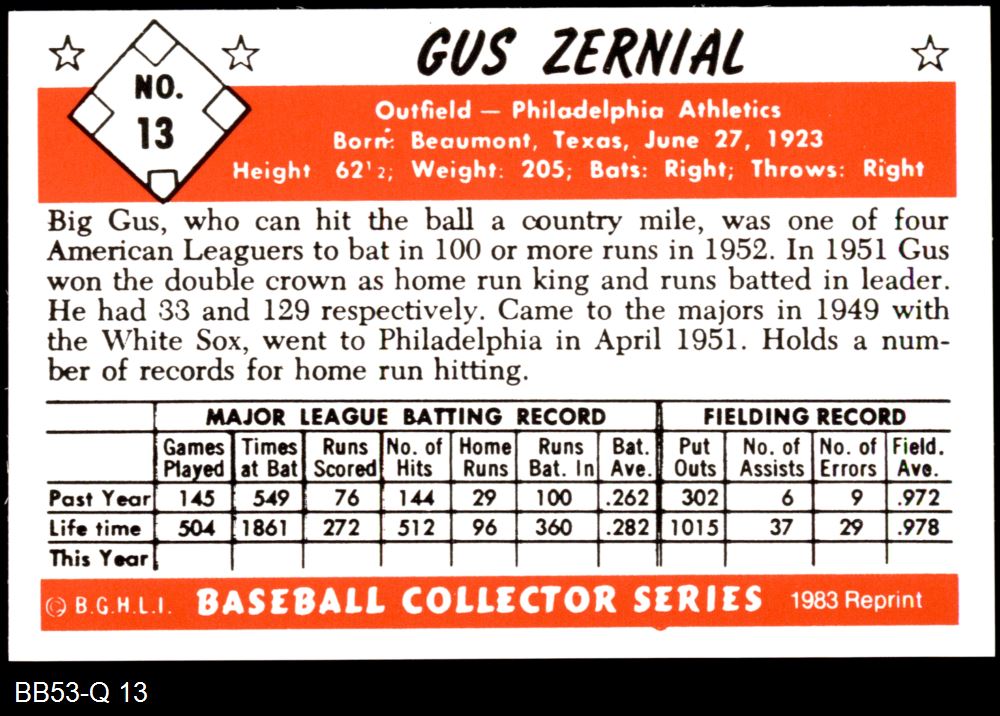 GUS ZERNIAL
NO.
13
Outfield — Philadelphia Athletics
Born: Beaumont, Texas, June 27, 1923
Height 62½; Weight: 205; Bats: Right; Throws: Right
Big Gus, who can hit the ball a country mile, was one of four
American Leaguers to bat in 100 or more runs in 1952. In 1951 Gus
won the double crown as home run king and runs batted in leader.
He had 33 and 129 respectively. Came to the majors in 1949 with
the White Sox, went to Philadelphia in April 1951. Holds a num-
ber of records for home run hitting.
MAJOR LEAGUE BATTING RECORD FIELDING RECORD
Games Times Runs No. of Home Runs Bat. Put No. of No. of Field.
Played at Bat Scored Hits Runs Bat. In Ave. Outs Assists Errors Ave.
Past Year 145 549 76 144 29 100 .262 302 6 9 .972
Life time 504 1861 272 512 96 360 .282 1015 37 29 .978
This Year
© B.G.H.L.I. BASEBALL COLLECTOR SERIES 1983 Reprint
BB53-Q 13